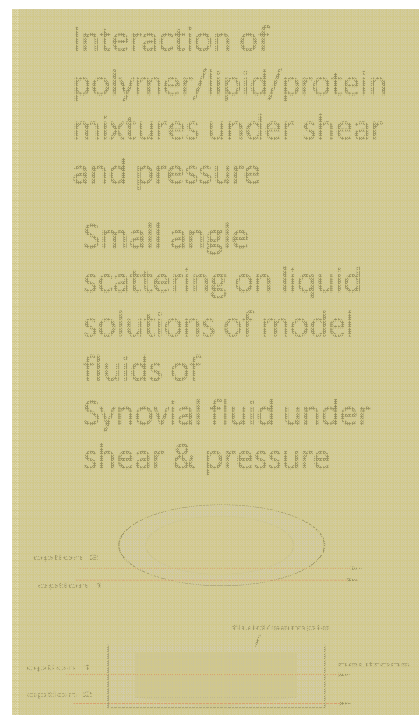 Interaction of
polymer/lipid/protein
mixtures under shear
and pressure
Small angle
scattering on liquid
solutions of model
fluids of
Synovial fluid under
shear & pressure
option 2
option 1
fluid sample
option 1
neutron
option 2